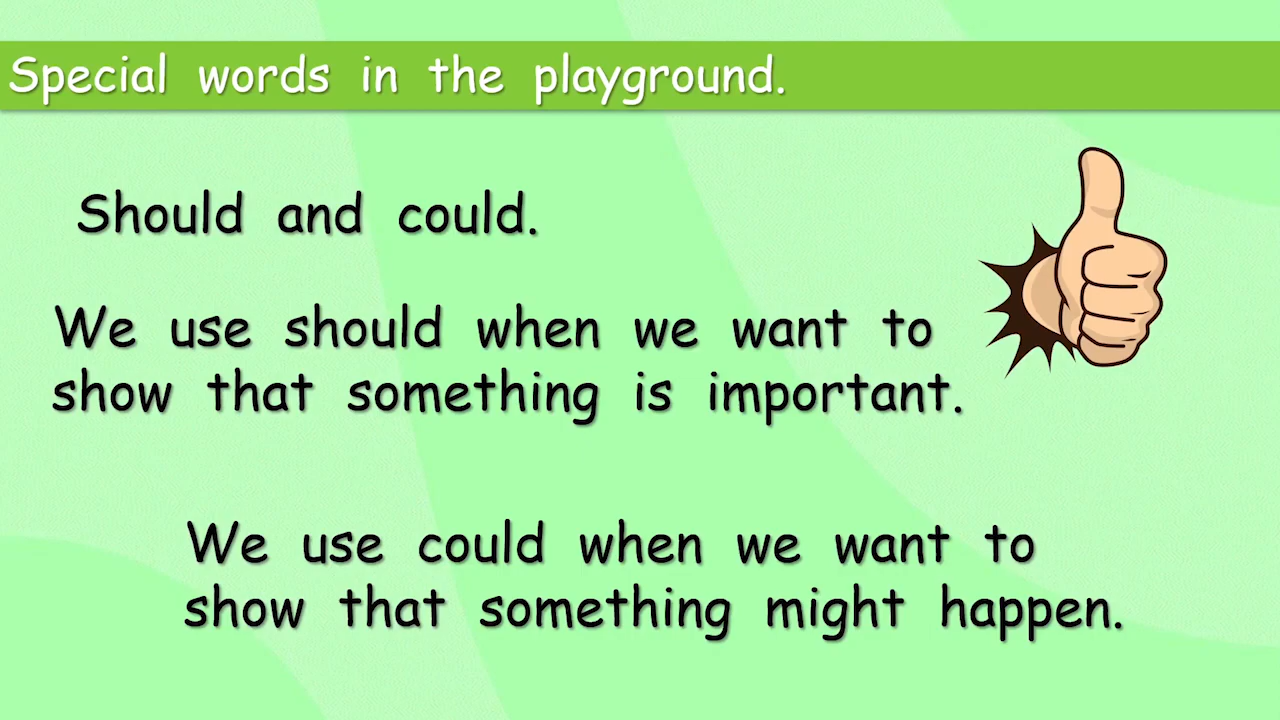 Special words in the playground.
Should and could.
We use should when we want to
show that something is important.
We use could when we want to
show that something might happen.